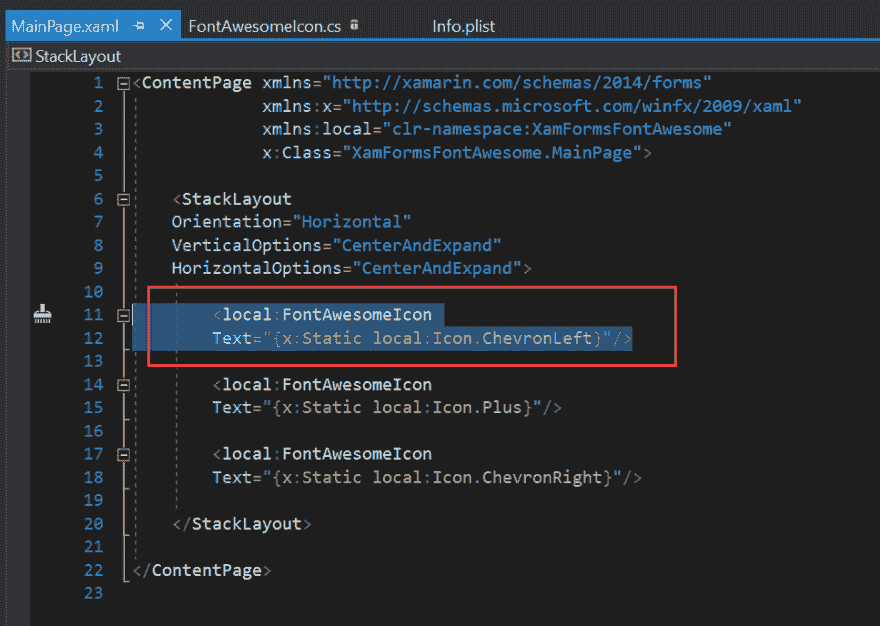 MainPage.xaml FontAwesomeIcon.cs Info.plist
StackLayout
1 <ContentPage xmlns="http://xamarin.com/schemas/2014/forms"
2 xmlns:x="http://schemas.microsoft.com/winfx/2009/xaml"
3 xmlns:local="clr-namespace:XamFormsFontAwesome"
4 x:Class="XamFormsFontAwesome.MainPage">
5
6 <StackLayout
7 Orientation="Horizontal"
8 VerticalOptions="CenterAndExpand"
9 HorizontalOptions="CenterAndExpand">
10
11 <local:FontAwesomeIcon
12 Text="{x:Static local:Icon.ChevronLeft}"/>
13
14 <local:FontAwesomeIcon
15 Text="{x:Static local:Icon.Plus}"/>
16
17 <local:FontAwesomeIcon
18 Text="{x:Static local:Icon.ChevronRight}"/>
19
20 </StackLayout>
21
22 </ContentPage>
23